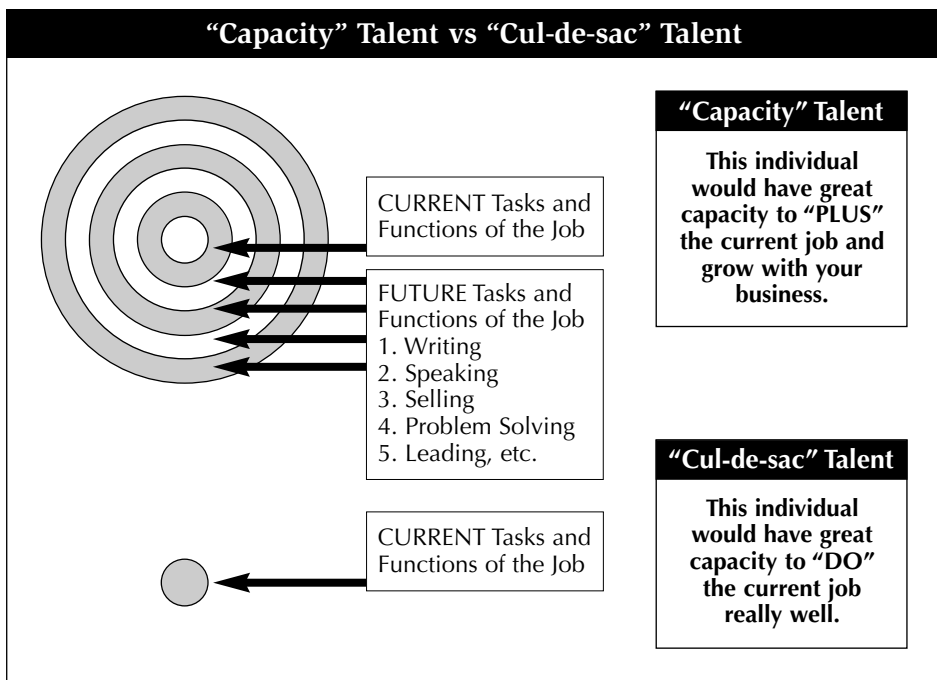 “Capacity” Talent vs “Cul-de-sac” Talent
CURRENT Tasks and
Functions of the Job
FUTURE Tasks and
Functions of the Job
1. Writing
2. Speaking
3. Selling
4. Problem Solving
5. Leading, etc.
“Capacity” Talent
This individual
would have great
capacity to “PLUS”
the current job and
grow with your
business.
CURRENT Tasks and
Functions of the Job
“Cul-de-sac” Talent
This individual
would have great
capacity to “DO”
the current job
really well.